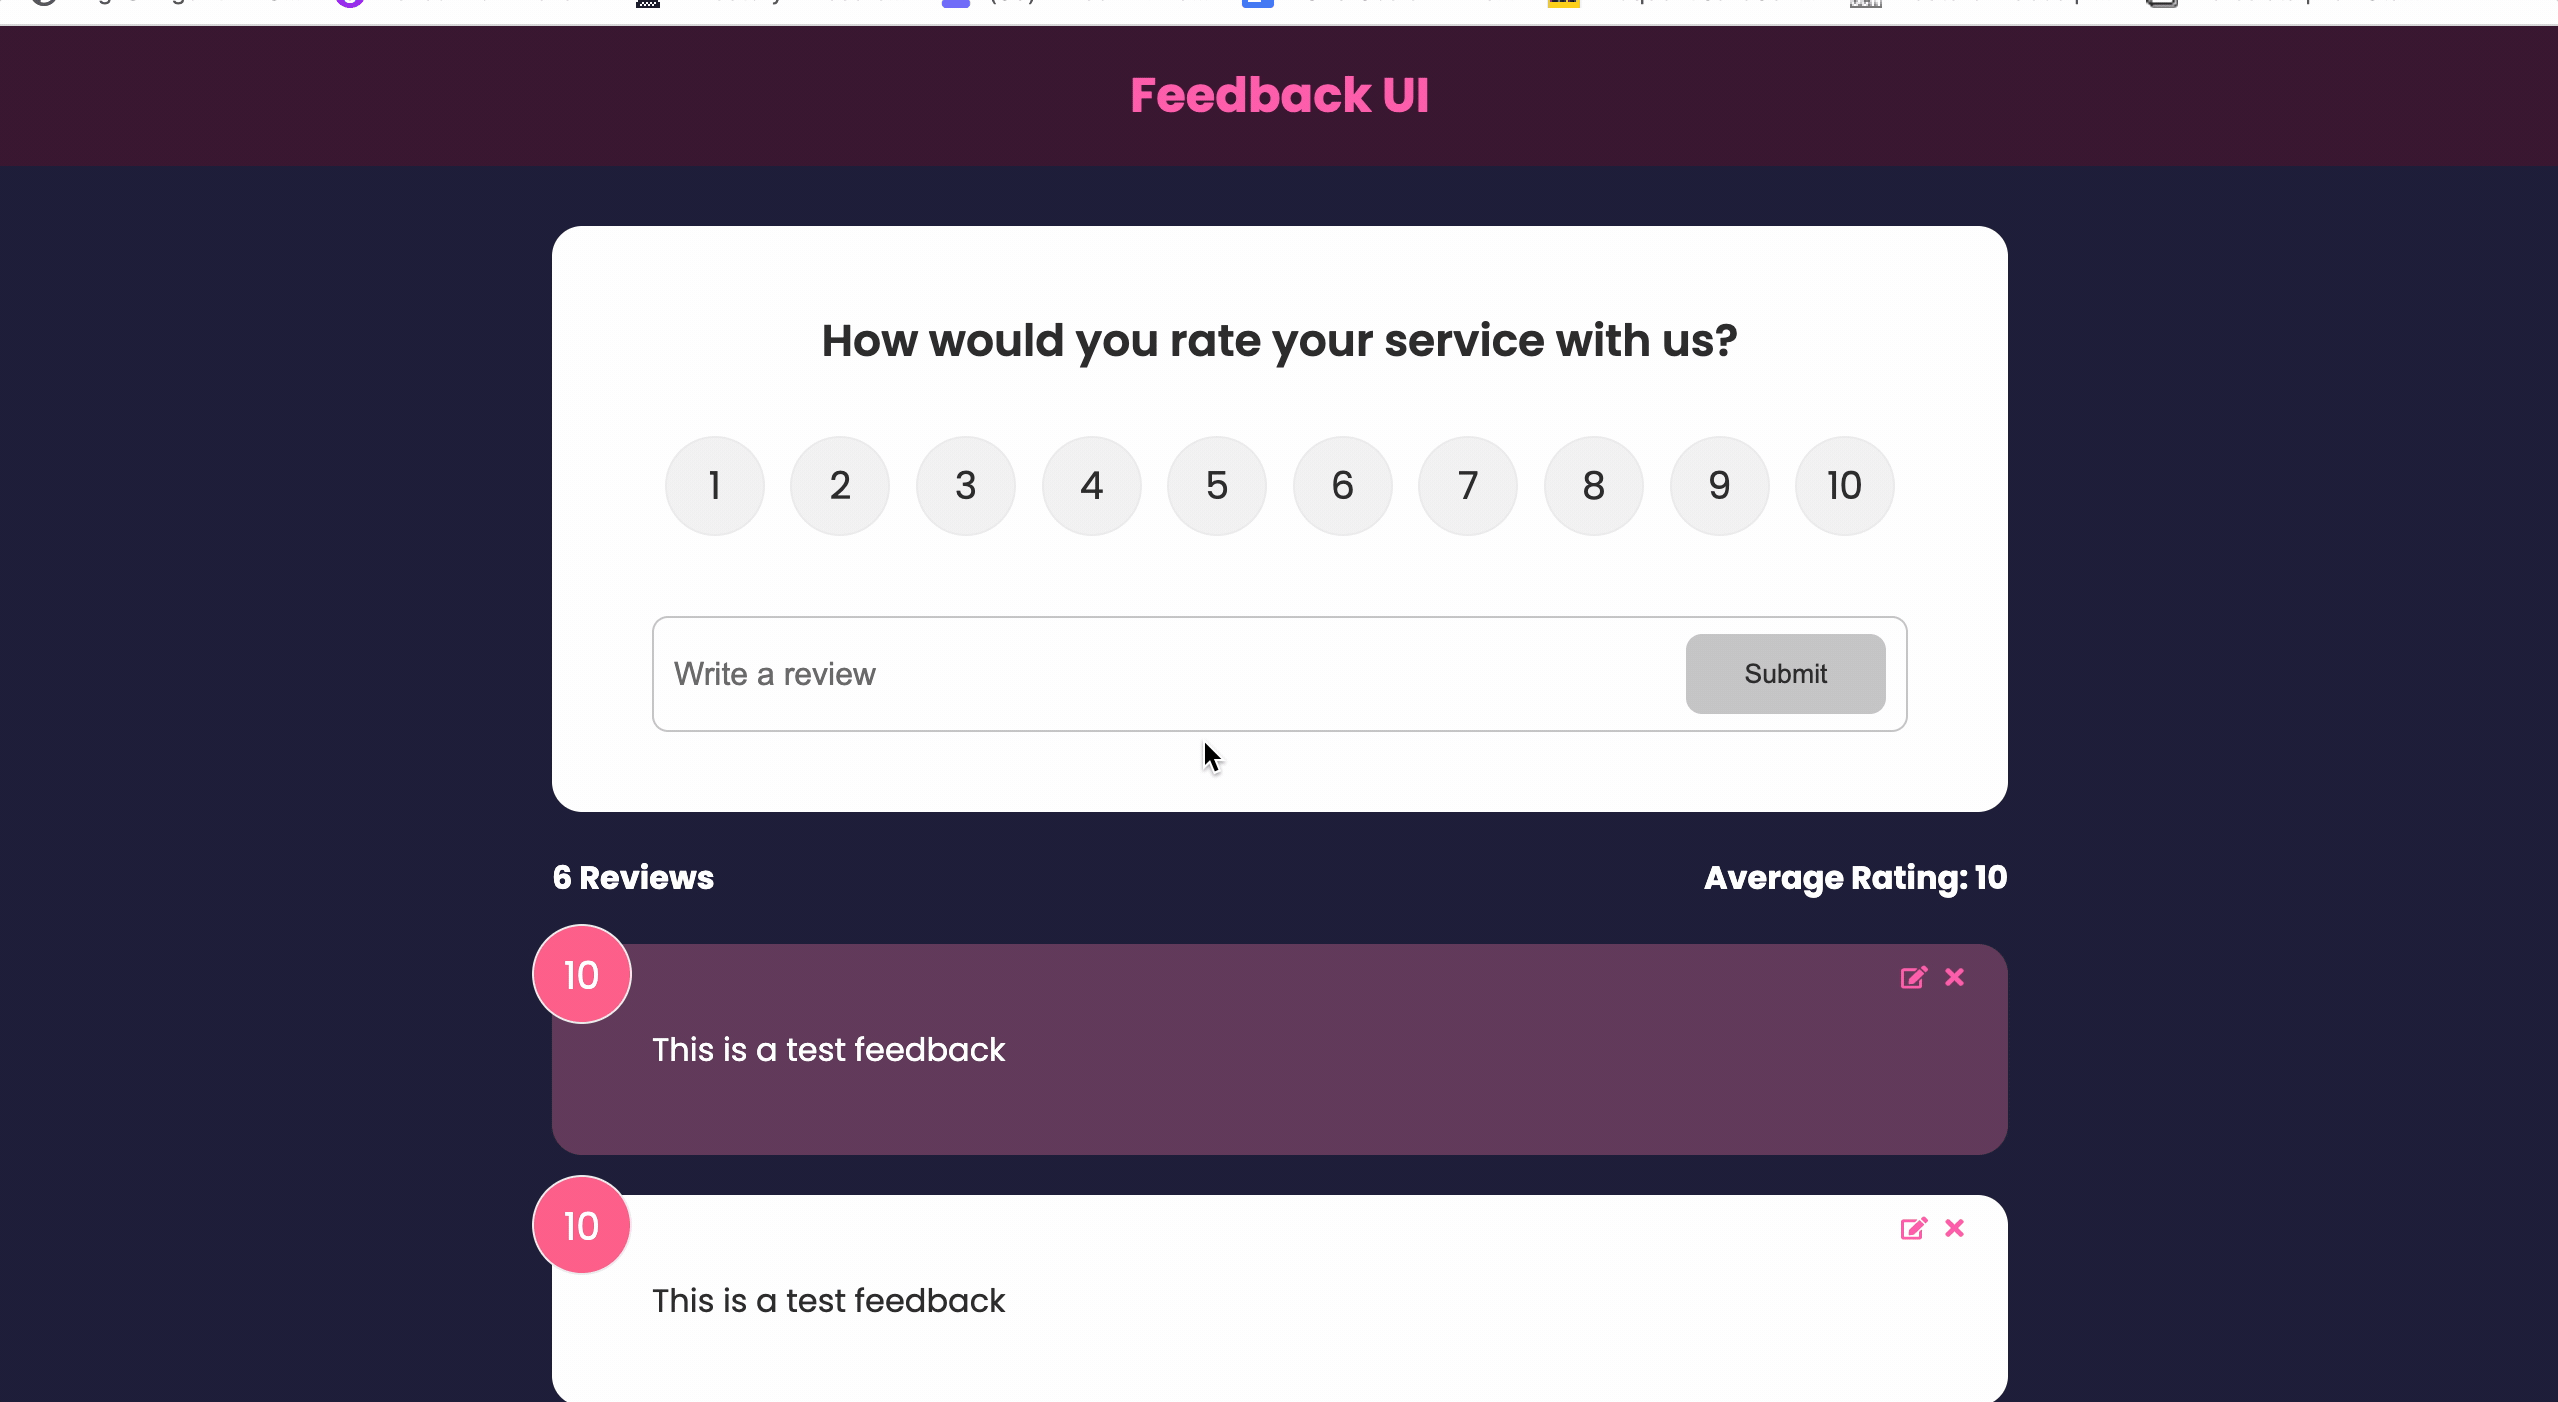 Feedback UI
How would you rate your service with us?
1 2 3 4 5 6 7 8 9 10
Write a review
Submit
6 Reviews
Average Rating: 10
10
This is a test feedback
10
This is a test feedback